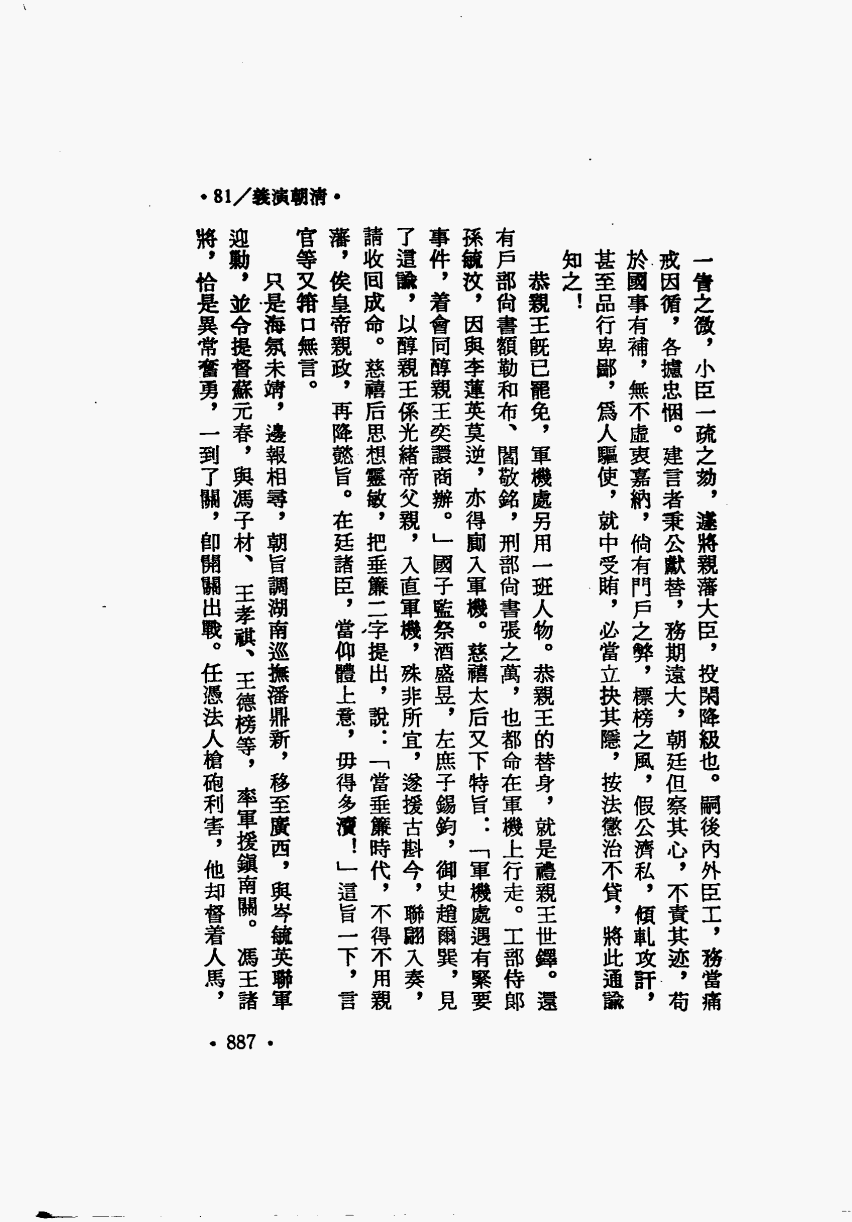 •81／義演朝清•
一眚之微，小臣一疏之劾，遽將親藩大臣，投閑降級也。嗣後內外臣工，務當痛
戒因循，各攄忠悃。建言者秉公獻替，務期遠大，朝廷但察其心，不責其迹，苟
於國事有補，無不虛衷嘉納，倘有門戶之弊，標榜之風，假公濟私，傾軋攻訐，
甚至品行卑鄙，爲人驅使，就中受賄，必當立抉其隱，按法懲治不貸，將此通諭
知之！
恭親王旣已罷免，軍機處另用一班人物。恭親王的替身，就是禮親王世鐸。還
有戶部尙書額勒和布、閻敬銘，刑部尙書張之萬，也都命在軍機上行走。工部侍郞
孫毓汶，因與李蓮英莫逆，亦得廁入軍機。慈禧太后又下特旨：「軍機處遇有緊要
事件，着會同醇親王奕譞商辦。」國子監祭酒盛昱，左庶子錫鈞，御史趙爾巽，見
了這諭，以醇親王係光緒帝父親，入直軍機，殊非所宜，遂援古斟今，聯翩入奏，
請收回成命。慈禧后思想靈敏，把垂簾二字提出，說：「當垂簾時代，不得不用親
藩，俟皇帝親政，再降懿旨。在廷諸臣，當仰體上意，毋得多瀆！」這旨一下，言
官等又箝口無言。
只是海氛未靖，邊報相尋，朝旨調湖南巡撫潘鼎新，移至廣西，與岑毓英聯軍
迎勦，並令提督蘇元春，與馮子材、王孝祺、王德榜等，率軍援鎭南關。馮王諸
將，恰是異常奮勇，一到了關，卽開關出戰。任憑法人槍砲利害，他却督着人馬，
•887•